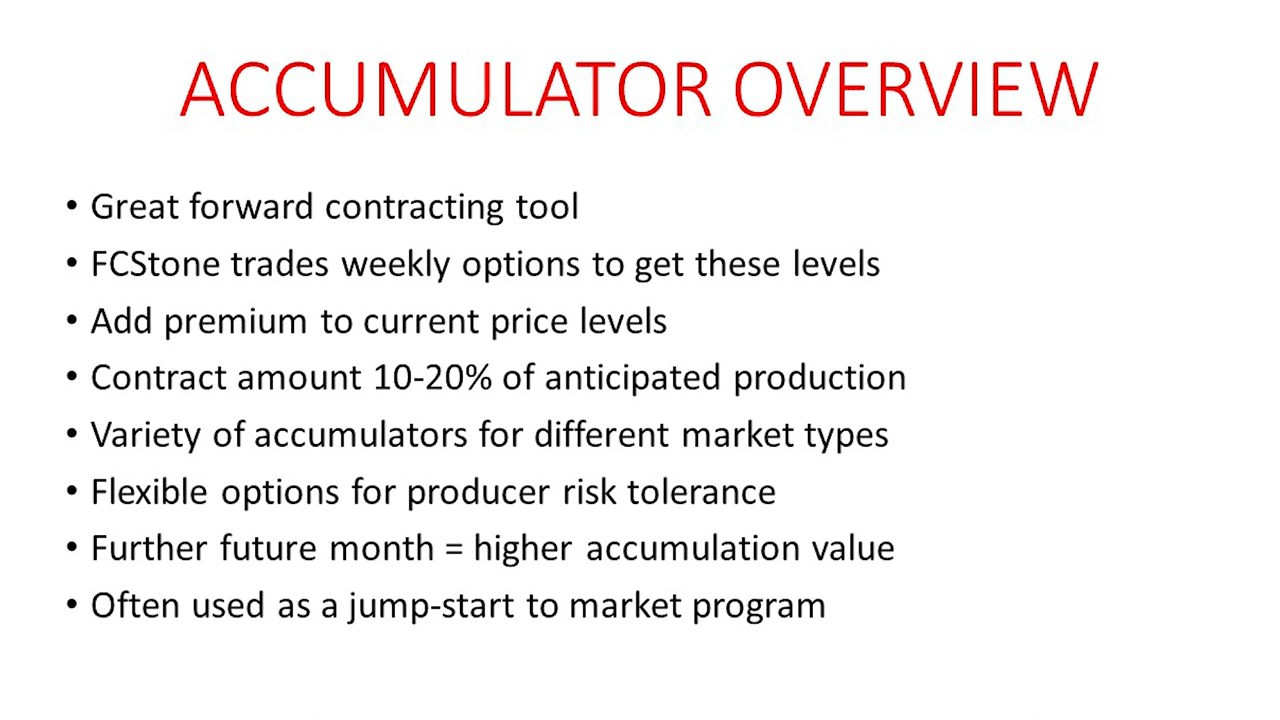 ACCUMULATOR OVERVIEW
• Great forward contracting tool
• FCStone trades weekly options to get these levels
• Add premium to current price levels
• Contract amount 10-20% of anticipated production
• Variety of accumulators for different market types
• Flexible options for producer risk tolerance
• Further future month = higher accumulation value
• Often used as a jump-start to market program